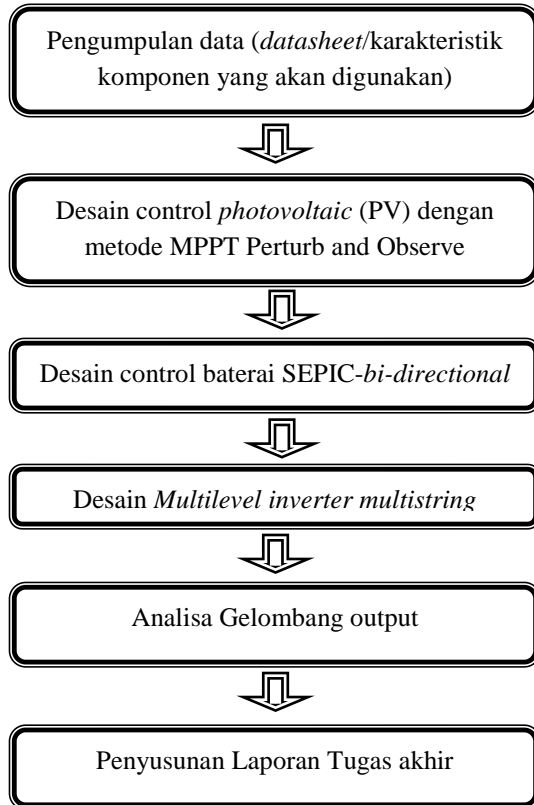 Pengumpulan data (datasheet/karakteristik
komponen yang akan digunakan)
Desain control photovoltaic (PV) dengan
metode MPPT Perturb and Observe
Desain control baterai SEPIC-bi-directional
Desain Multilevel inverter multistring
Analisa Gelombang output
Penyusunan Laporan Tugas akhir